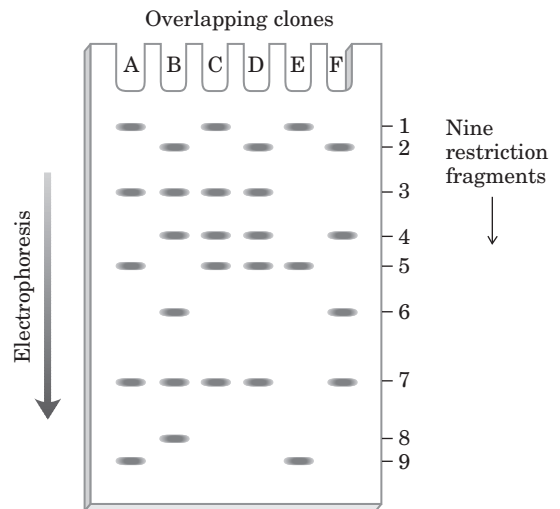 Overlapping clones
A B C D E F
1
2
3
4
5
6
7
8
9
Nine
restriction
fragments
Electrophoresis